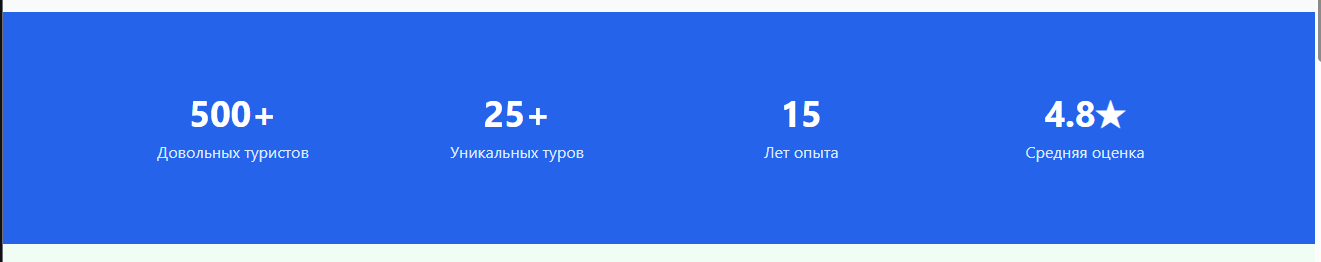 500+ 25+ 15 4.8★
Довольных туристов Уникальных туров Лет опыта Средняя оценка